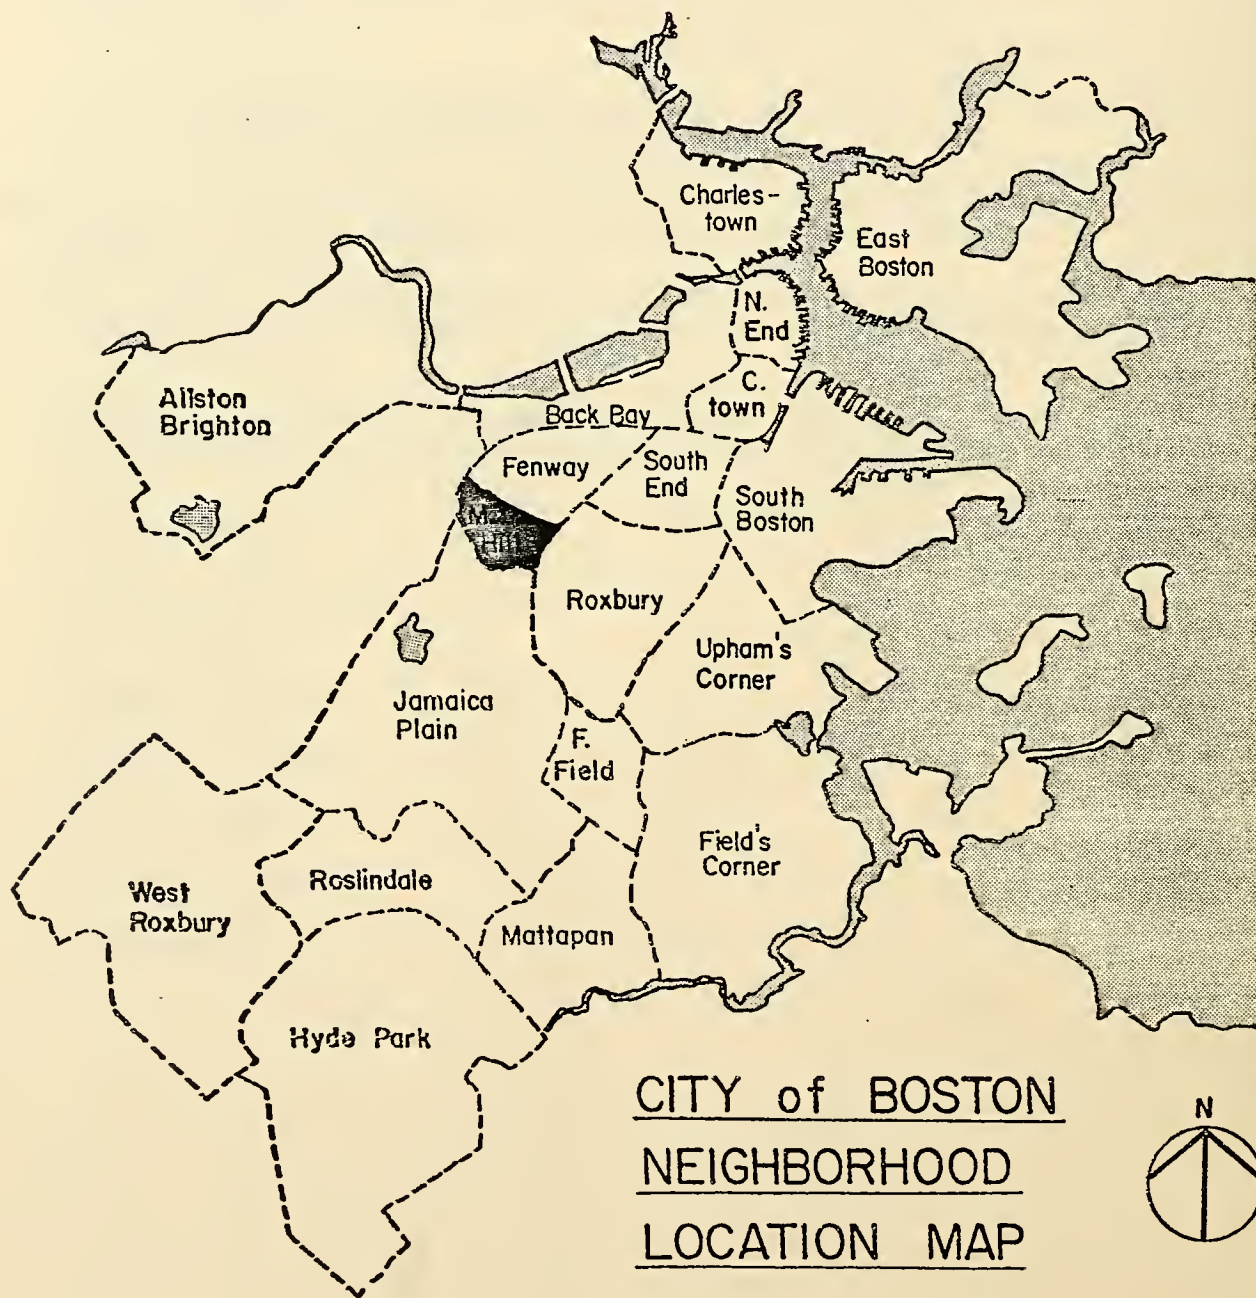 Charles-
town
East
Boston
N.
End
Allston
Brighton
C.
town
Back Bay
Fenway
South
End
South
Boston
Hill
Roxbury
Upham's
Corner
Jamaica
Plain
F.
Field
Field's
Corner
West
Roxbury
Roslindale
Mattapan
Hyde Park
CITY of BOSTON
NEIGHBORHOOD
LOCATION MAP
N